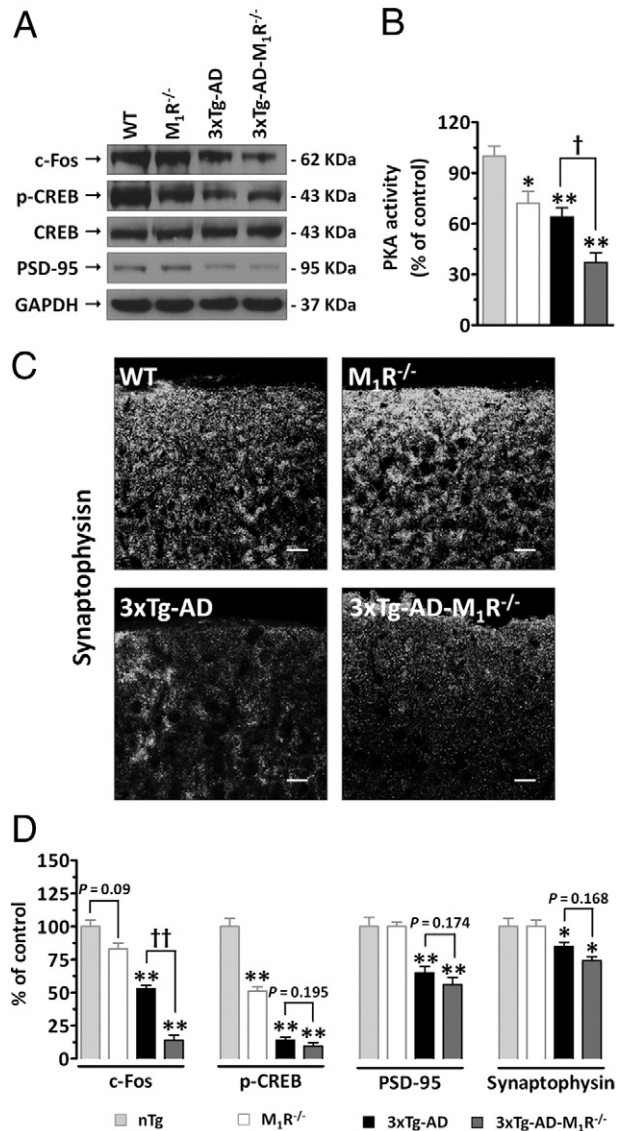 A
WT
M₁R⁻/⁻
3xTg-AD
3xTg-AD-M₁R⁻/⁻
c-Fos → - 62 KDa
p-CREB → - 43 KDa
CREB → - 43 KDa
PSD-95 → - 95 KDa
GAPDH → - 37 KDa
B
PKA activity
(% of control)
120
90
60
30
0
*
**
†
**
C
Synaptophysisn
WT
M₁R⁻/⁻
3xTg-AD
3xTg-AD-M₁R⁻/⁻
D
% of control
150
125
100
75
50
25
0
P = 0.09
**
††
**
**
P = 0.195
**
**
P = 0.174
**
**
P = 0.168
*
*
c-Fos
p-CREB
PSD-95
Synaptophysin
nTg
M₁R⁻/⁻
3xTg-AD
3xTg-AD-M₁R⁻/⁻